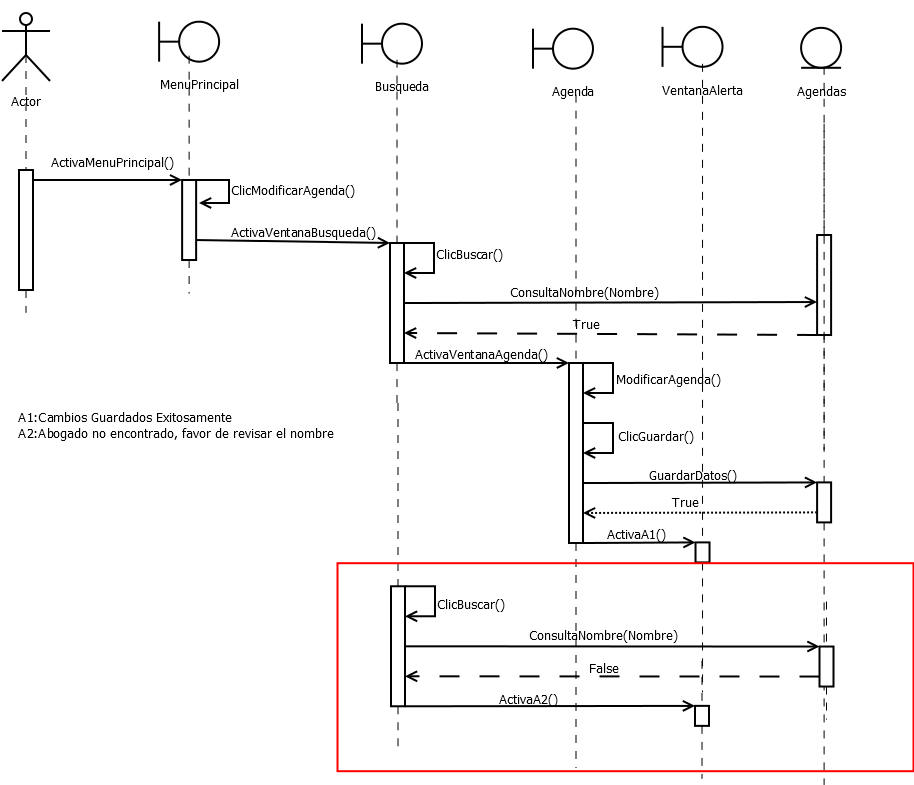 Actor
MenuPrincipal
Busqueda
Agenda
VentanaAlerta
Agendas
ActivaMenuPrincipal()
ClicModificarAgenda()
ActivaVentanaBusqueda()
ClicBuscar()
ConsultaNombre(Nombre)
True
ActivaVentanaAgenda()
ModificarAgenda()
A1:Cambios Guardados Exitosamente
A2:Abogado no encontrado, favor de revisar el nombre
ClicGuardar()
GuardarDatos()
True
ActivaA1()
ClicBuscar()
ConsultaNombre(Nombre)
False
ActivaA2()